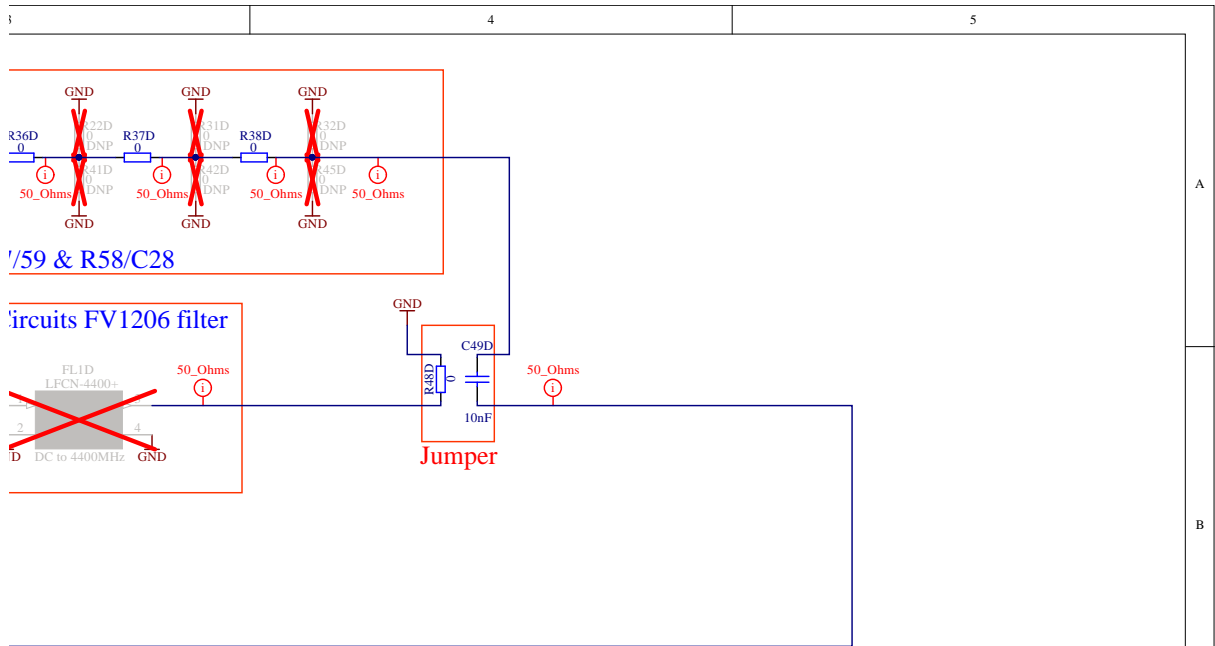 4
5
GND
GND
GND
R22D
R31D
R32D
R36D
R37D
R38D
0
0
0
0
0
0
DNP
DNP
DNP
R41D
R42D
R45D
0
0
0
DNP
DNP
DNP
i
i
i
i
50_Ohms
50_Ohms
50_Ohms
50_Ohms
GND
GND
GND
A
/59 & R58/C28
GND
ircuits FV1206 filter
C49D
FL1D
LFCN-4400+
50_Ohms
i
R48D
0
50_Ohms
i
10nF
2
4
DC to 4400MHz
GND
Jumper
B